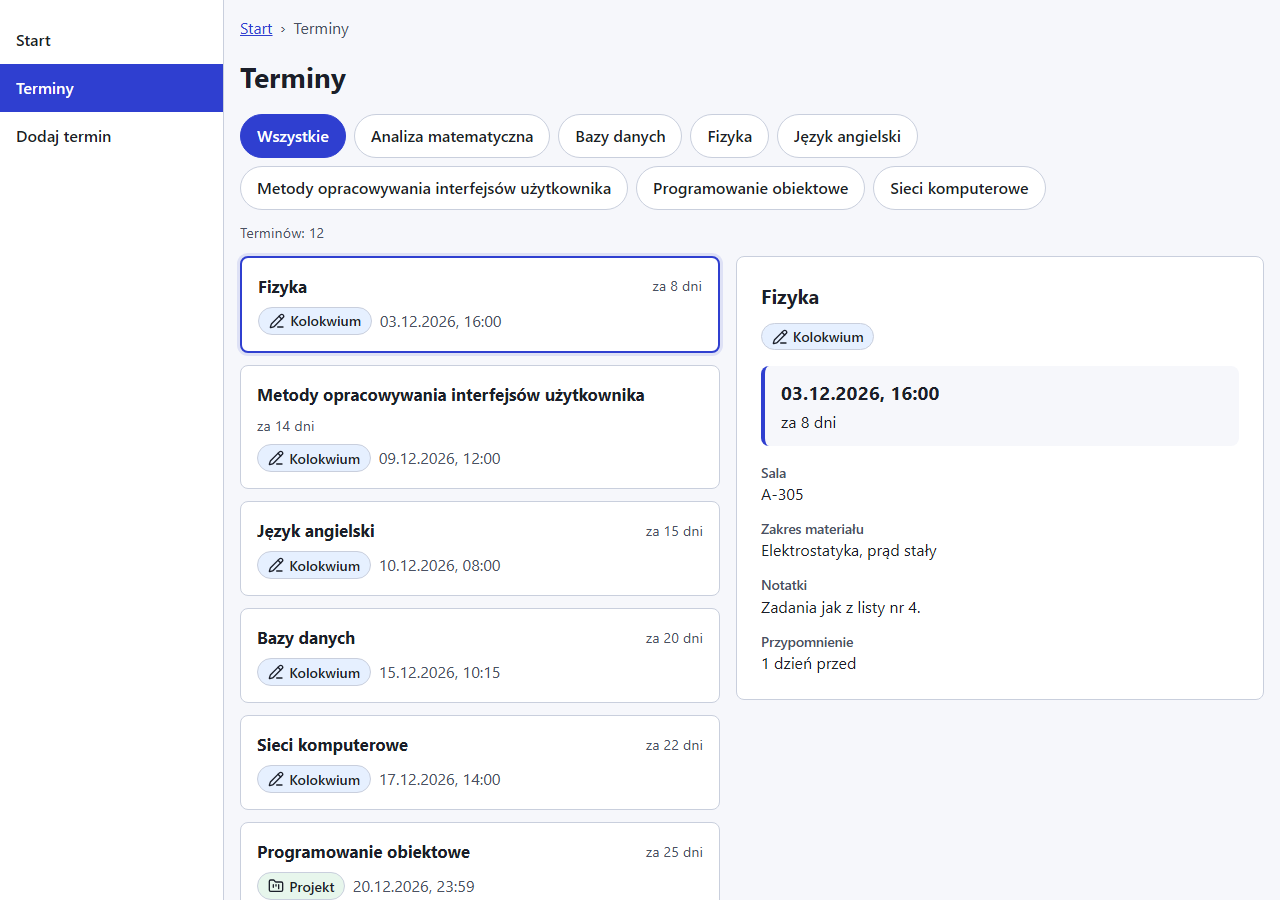 Start
Terminy
Dodaj termin
Start › Terminy
Terminy
Wszystkie Analiza matematyczna Bazy danych Fizyka Język angielski
Metody opracowywania interfejsów użytkownika Programowanie obiektowe Sieci komputerowe
Terminów: 12
Fizyka za 8 dni
Kolokwium 03.12.2026, 16:00
Metody opracowywania interfejsów użytkownika
za 14 dni
Kolokwium 09.12.2026, 12:00
Język angielski za 15 dni
Kolokwium 10.12.2026, 08:00
Bazy danych za 20 dni
Kolokwium 15.12.2026, 10:15
Sieci komputerowe za 22 dni
Kolokwium 17.12.2026, 14:00
Programowanie obiektowe za 25 dni
Projekt 20.12.2026, 23:59
Fizyka
Kolokwium
03.12.2026, 16:00
za 8 dni
Sala
A-305
Zakres materiału
Elektrostatyka, prąd stały
Notatki
Zadania jak z listy nr 4.
Przypomnienie
1 dzień przed